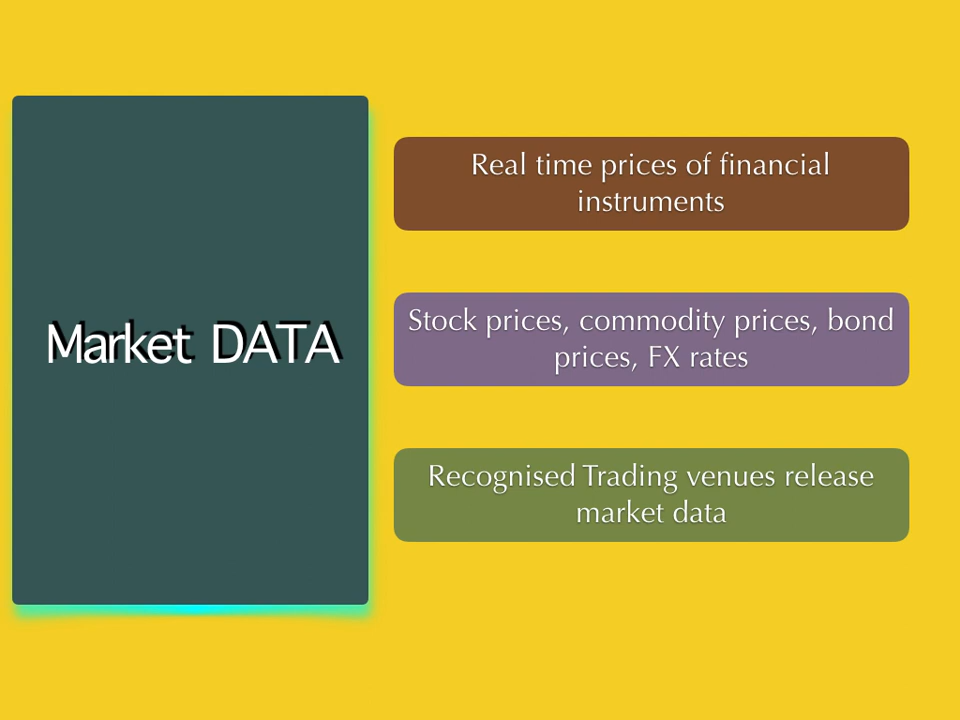 Market DATA
Real time prices of financial
instruments
Stock prices, commodity prices, bond
prices, FX rates
Recognised Trading venues release
market data